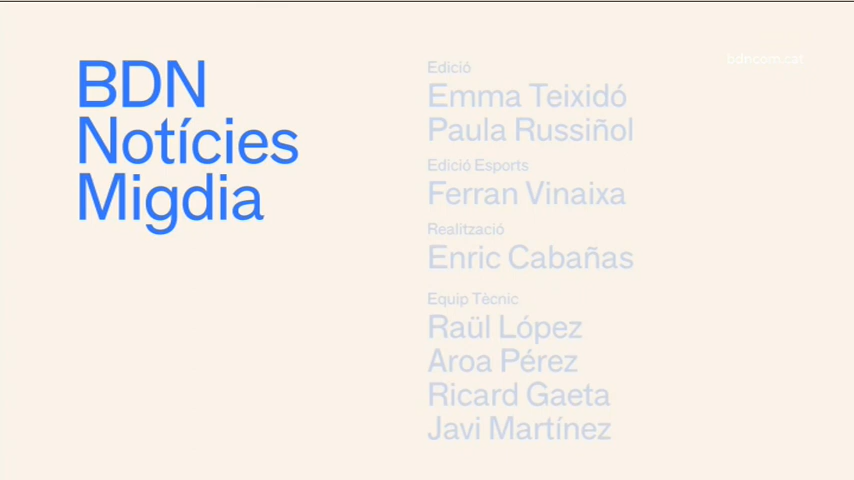 BDN
Notícies
Migdia
Edició
Emma Teixidó
Paula Russiñol
Edició Esports
Ferran Vinaixa
Realització
Enric Cabañas
Equip Tècnic
Raül López
Aroa Pérez
Ricard Gaeta
Javi Martínez
bdncom.cat